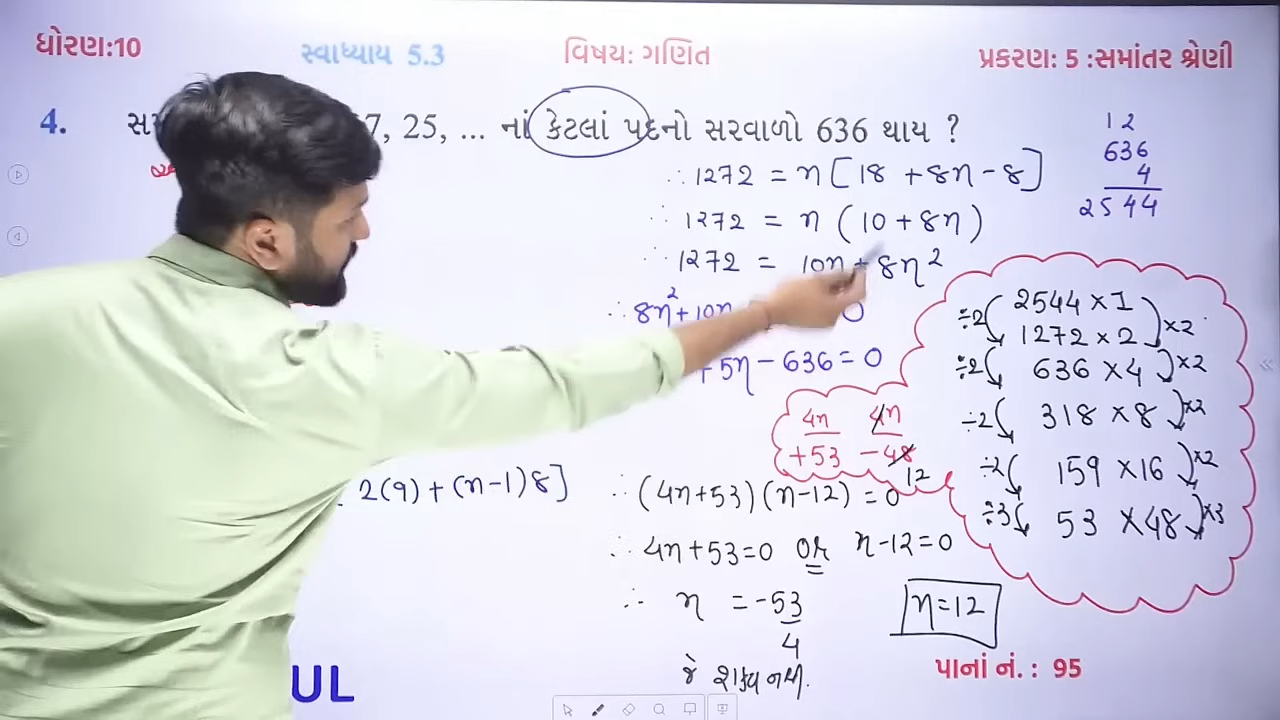 ધોરણ:10
સ્વાધ્યાય 5.3
વિષય: ગણિત
પ્રકરણ: 5 :સમાંતર શ્રેણી
4. 7, 25, ... નાં કેટલાં પદનો સરવાળો 636 થાય ?
∴ 1272 = n[18 + 8n - 8]
∴ 1272 = n(10 + 8n)
∴ 1272 = 10n + 8n²
∴ 8n² + 10n 0
+ 5n - 636 = 0
4n 4n
+53 -48
12
2(9) + (n-1)8]
∴ (4n+53)(n-12) = 0
∴ 4n+53=0 or n-12=0
∴ n = -53
4
જે શક્ય નથી.
n=12
12
636
4
2544
÷2 2544 × 1
1272 × 2 ×2
÷2 636 × 4 ×2
÷2 318 × 8 ×2
÷2 159 × 16 ×2
÷3 53 × 48 ×3
UL
પાનાં નં. : 95